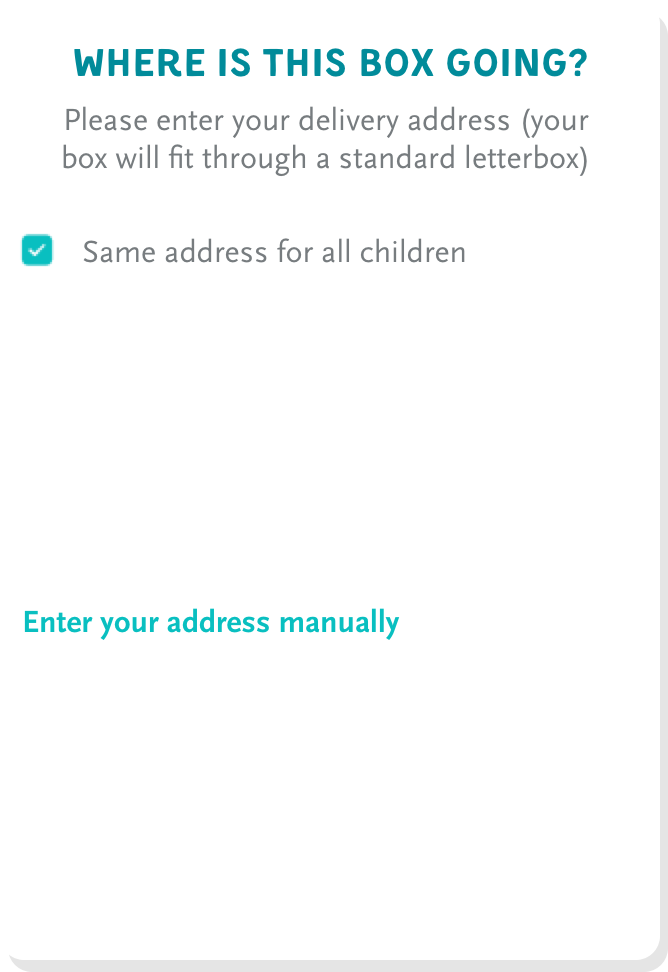 WHERE IS THIS BOX GOING?
Please enter your delivery address (your
box will fit through a standard letterbox)
Same address for all children
Enter your address manually